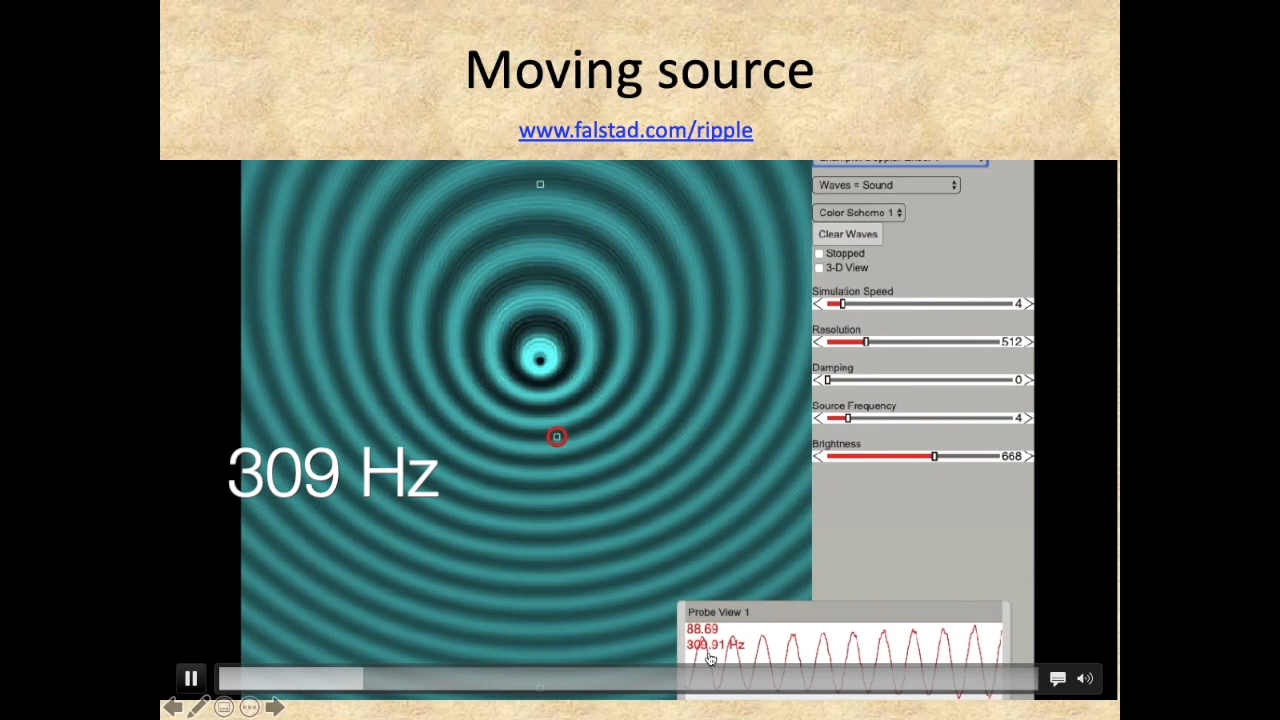 Moving source
www.falstad.com/ripple
Waves = Sound
Color Scheme 1
Clear Waves
Stopped
3-D View
Simulation Speed
4
Resolution
512
Damping
0
Source Frequency
4
Brightness
668
309 Hz
Probe View 1
88.69
309.91 Hz